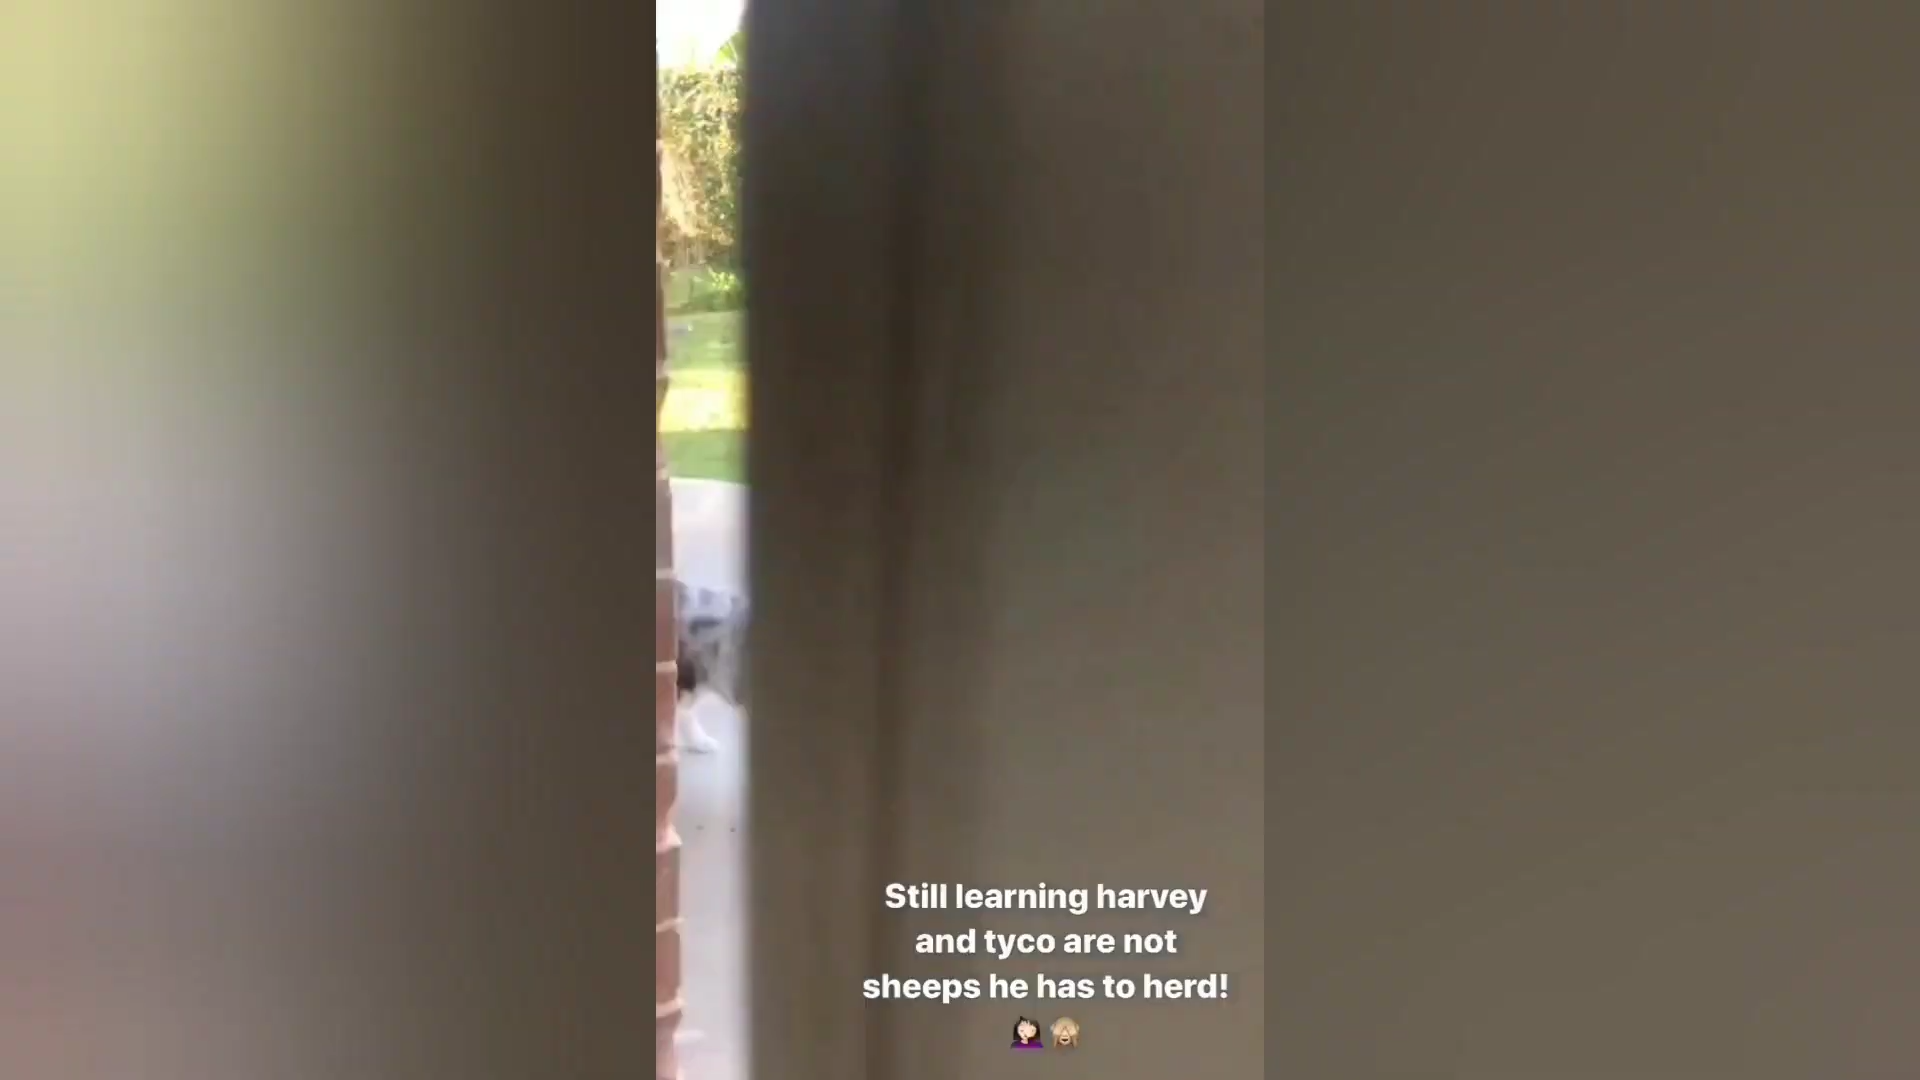 Still learning harvey
and tyco are not
sheeps he has to herd!
🤦🏻‍♀️🙈